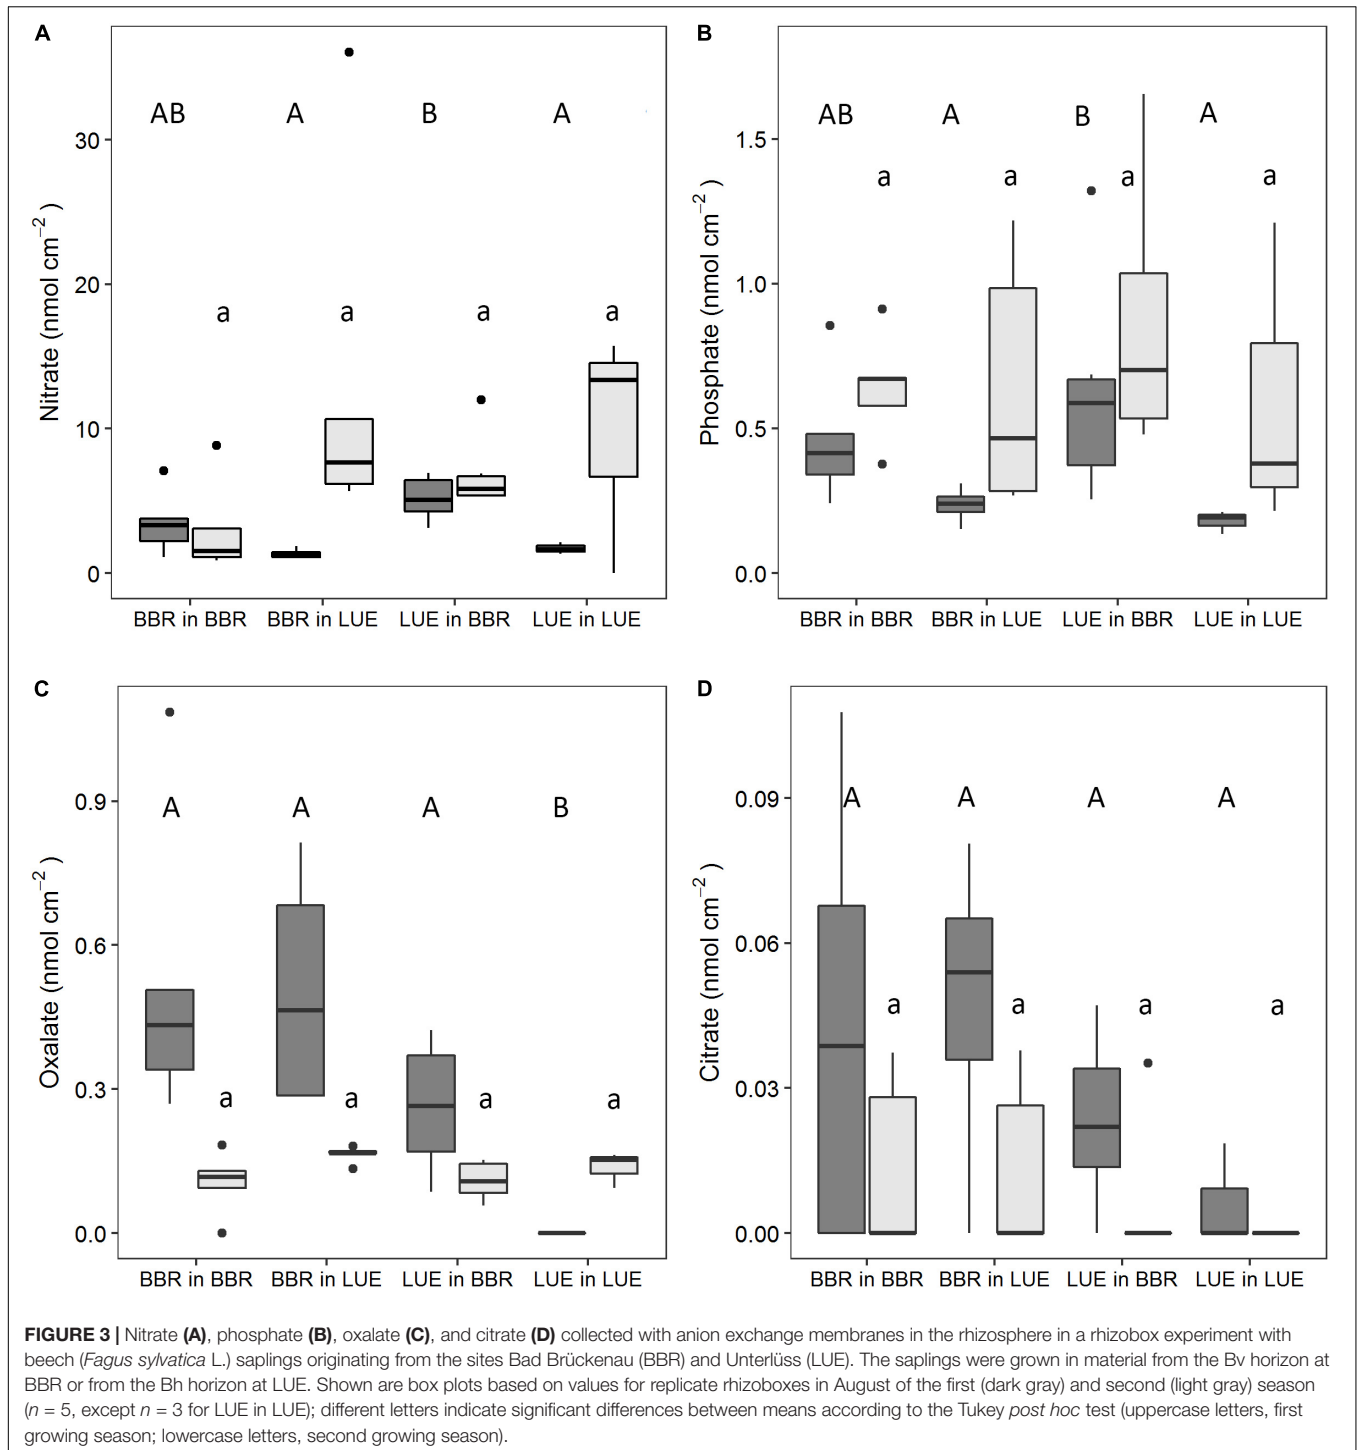 A
AB A B A
30
20
10
0
Nitrate (nmol cm−2 )
a a a a
BBR in BBR BBR in LUE LUE in BBR LUE in LUE
B
AB A B A
1.5
1.0
0.5
0.0
Phosphate (nmol cm−2 )
a a a a
BBR in BBR BBR in LUE LUE in BBR LUE in LUE
C
A A A B
0.9
0.6
0.3
0.0
Oxalate (nmol cm−2 )
a a a a
BBR in BBR BBR in LUE LUE in BBR LUE in LUE
D
A A A A
0.09
0.06
0.03
0.00
Citrate (nmol cm−2 )
a a a a
BBR in BBR BBR in LUE LUE in BBR LUE in LUE
FIGURE 3 | Nitrate (A), phosphate (B), oxalate (C), and citrate (D) collected with anion exchange membranes in the rhizosphere in a rhizobox experiment with
beech (Fagus sylvatica L.) saplings originating from the sites Bad Brückenau (BBR) and Unterlüss (LUE). The saplings were grown in material from the Bv horizon at
BBR or from the Bh horizon at LUE. Shown are box plots based on values for replicate rhizoboxes in August of the first (dark gray) and second (light gray) season
(n = 5, except n = 3 for LUE in LUE); different letters indicate significant differences between means according to the Tukey post hoc test (uppercase letters, first
growing season; lowercase letters, second growing season).